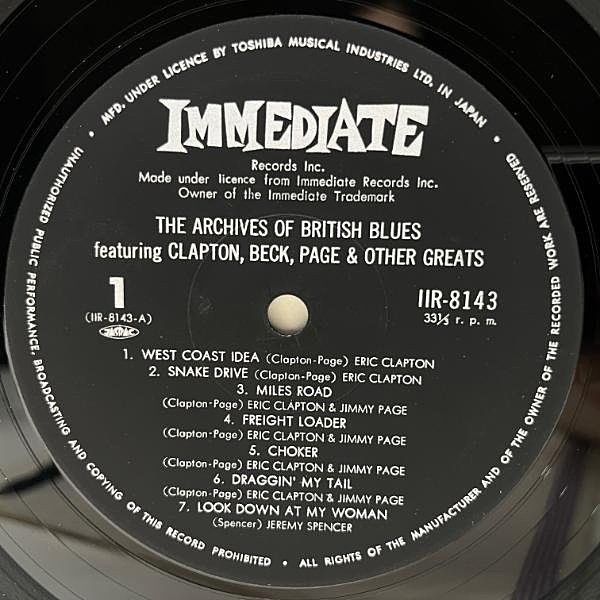 • MFD. UNDER LICENCE BY TOSHIBA MUSICAL INDUSTRIES LTD. IN JAPAN •
IMMEDIATE
Records Inc.
Made under licence from Immediate Records Inc.
Owner of the Immediate Trademark
THE ARCHIVES OF BRITISH BLUES
featuring CLAPTON, BECK, PAGE & OTHER GREATS
1
(IIR-8143-A)
JASRAC
IIR-8143
33⅓ r. p. m.
1. WEST COAST IDEA (Clapton-Page) ERIC CLAPTON
2. SNAKE DRIVE (Clapton-Page) ERIC CLAPTON
3. MILES ROAD
(Clapton-Page) ERIC CLAPTON & JIMMY PAGE
4. FREIGHT LOADER
(Clapton-Page) ERIC CLAPTON & JIMMY PAGE
5. CHOKER
(Clapton-Page) ERIC CLAPTON & JIMMY PAGE
6. DRAGGIN' MY TAIL
(Clapton-Page) ERIC CLAPTON & JIMMY PAGE
7. LOOK DOWN AT MY WOMAN
(Spencer) JEREMY SPENCER
UNAUTHORIZED PUBLIC PERFORMANCE, BROADCASTING AND COPYING OF THIS RECORD PROHIBITED • ALL RIGHTS OF THE MANUFACTURER AND OF THE OWNER OF THE RECORDED WORK ARE RESERVED